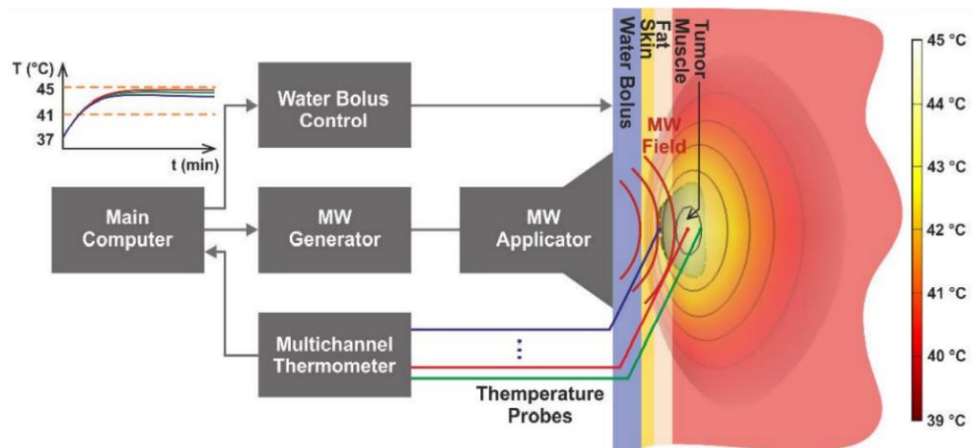 T (°C)
45
41
37
t (min)
Water Bolus
Control
Main
Computer
MW
Generator
MW
Applicator
Multichannel
Thermometer
Themperature
Probes
Water Bolus
Skin
Fat
Muscle
Tumor
MW
Field
45 °C
44 °C
43 °C
42 °C
41 °C
40 °C
39 °C